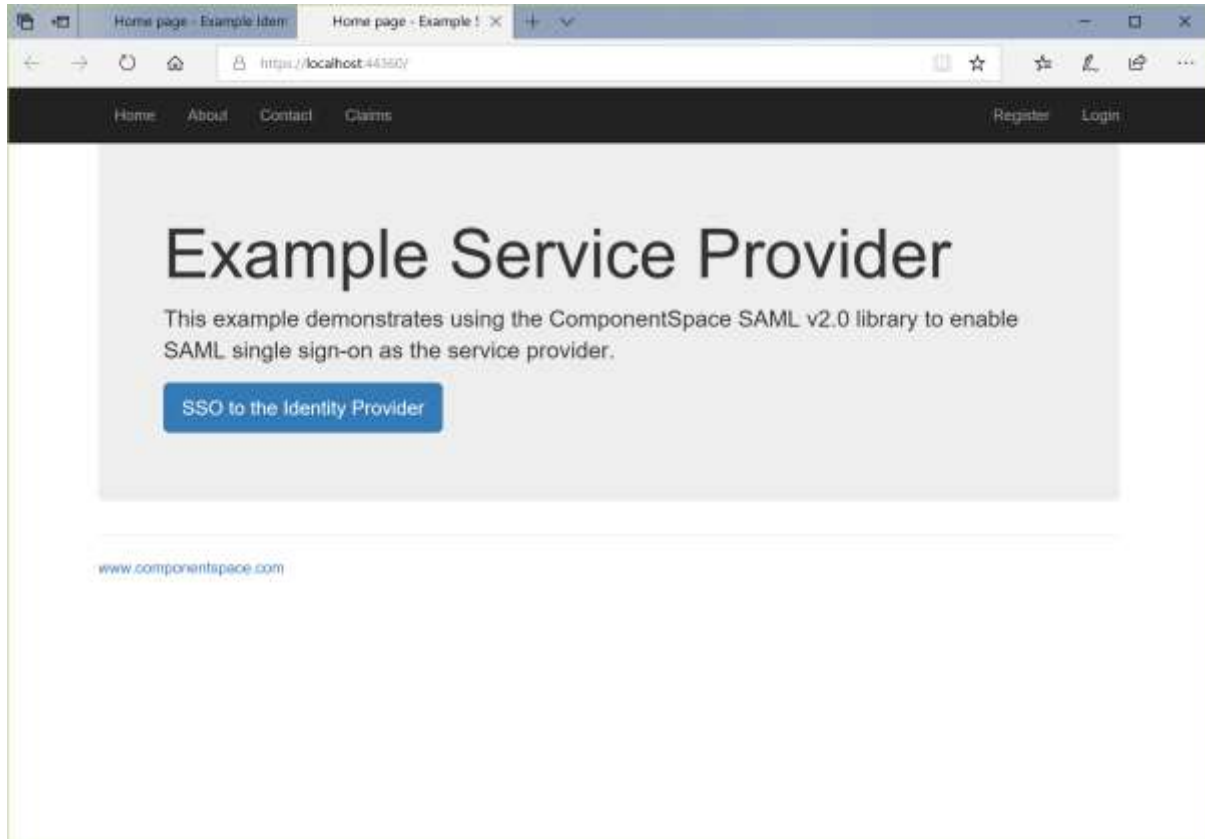 Home page - Example Iden
Home page - Example S
https://localhost:44360/
Home About Contact Claims Register Login
Example Service Provider
This example demonstrates using the ComponentSpace SAML v2.0 library to enable
SAML single sign-on as the service provider.
SSO to the Identity Provider
www.componentspace.com